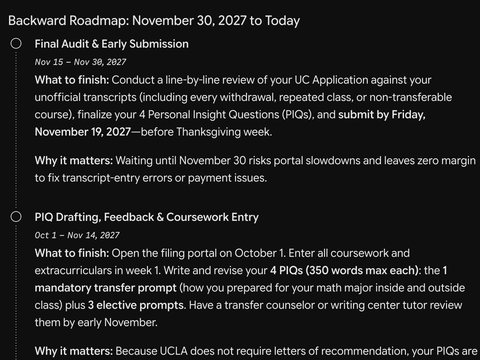 Backward Roadmap: November 30, 2027 to Today
Final Audit & Early Submission
Nov 15 – Nov 30, 2027
What to finish: Conduct a line-by-line review of your UC Application against your
unofficial transcripts (including every withdrawal, repeated class, or non-transferable
course), finalize your 4 Personal Insight Questions (PIQs), and submit by Friday,
November 19, 2027—before Thanksgiving week.
Why it matters: Waiting until November 30 risks portal slowdowns and leaves zero margin
to fix transcript-entry errors or payment issues.
PIQ Drafting, Feedback & Coursework Entry
Oct 1 – Nov 14, 2027
What to finish: Open the filing portal on October 1. Enter all coursework and
extracurriculars in week 1. Write and revise your 4 PIQs (350 words max each): the 1
mandatory transfer prompt (how you prepared for your math major inside and outside
class) plus 3 elective prompts. Have a transfer counselor or writing center tutor review
them by early November.
Why it matters: Because UCLA does not require letters of recommendation, your PIQs are